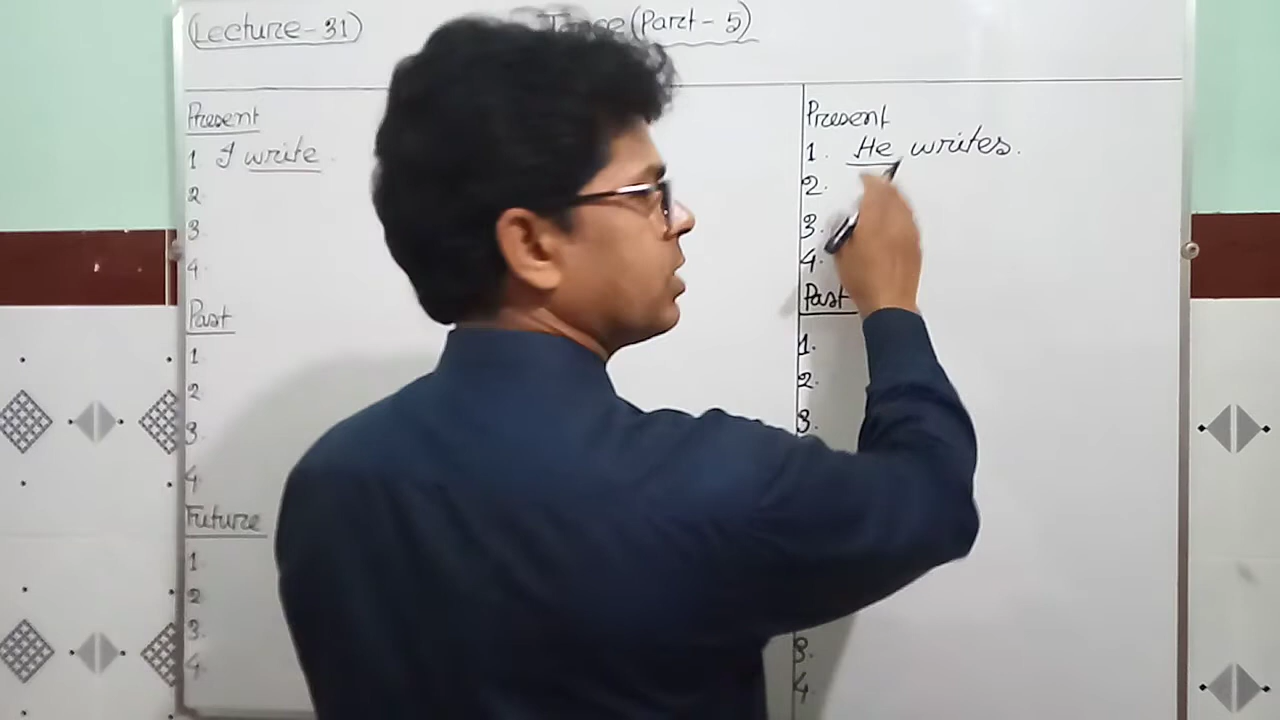 (Lecture-31)
Tence (Part-5)
Present
1 I write.
2
3.
4.
Past
1
2
3.
4.
Future
1
2
3.
4.
Present
1. He writes.
2.
3.
4.
Past
1.
2.
3.
3.
4.